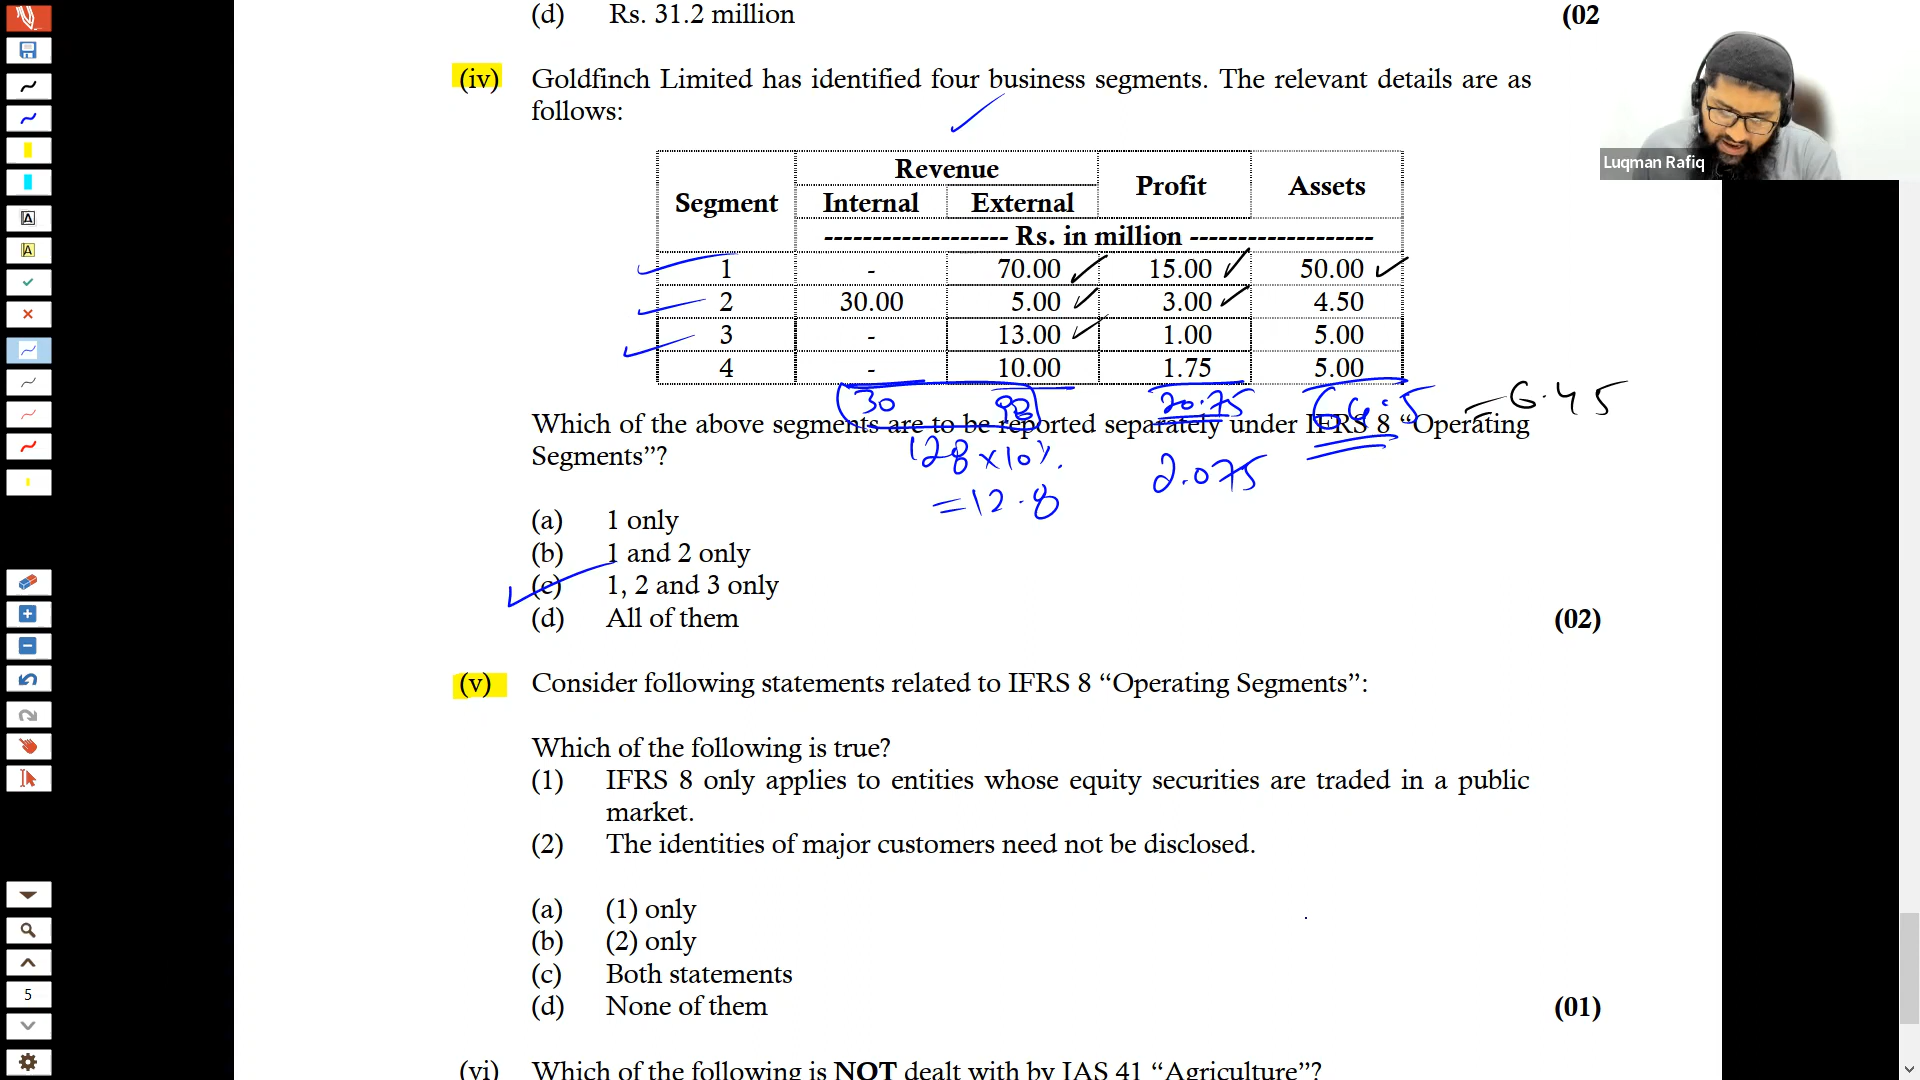 (d) Rs. 31.2 million (02
(iv) Goldfinch Limited has identified four business segments. The relevant details are as
follows:
Luqman Rafiq
Segment Revenue Profit Assets
Internal External
------------------- Rs. in million -------------------
1 - 70.00 15.00 50.00
2 30.00 5.00 3.00 4.50
3 - 13.00 1.00 5.00
4 - 10.00 1.75 5.00
30 98 20.75 64.5 6.45
Which of the above segments are to be reported separately under IFRS 8 “Operating
Segments”?
128 x 10%. 2.075
= 12.8
(a) 1 only
(b) 1 and 2 only
(c) 1, 2 and 3 only
(d) All of them (02)
(v) Consider following statements related to IFRS 8 “Operating Segments”:
Which of the following is true?
(1) IFRS 8 only applies to entities whose equity securities are traded in a public
market.
(2) The identities of major customers need not be disclosed.
(a) (1) only
(b) (2) only
(c) Both statements
(d) None of them (01)
5
(vi) Which of the following is NOT dealt with by IAS 41 “Agriculture”?